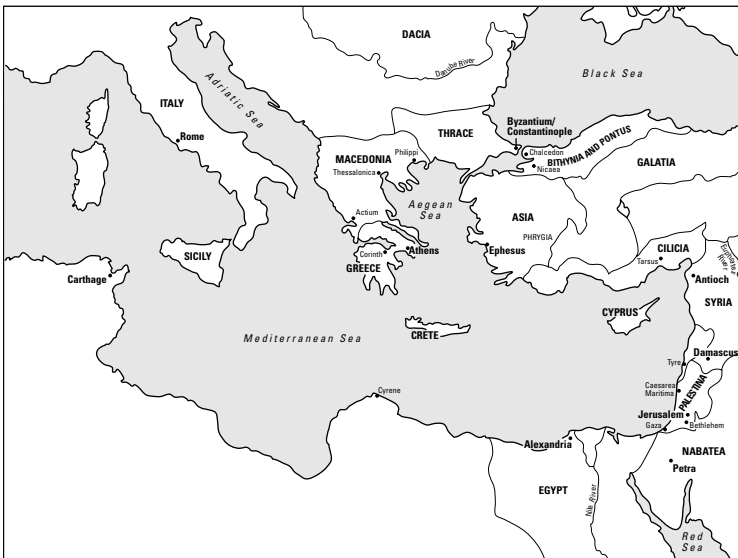 DACIA
Danube River
Black Sea
Adriatic Sea
ITALY
Rome
THRACE
Byzantium/
Constantinople
Chalcedon
Nicaea
BITHYNIA AND PONTUS
GALATIA
MACEDONIA
Philippi
Thessalonica
Aegean
Sea
Actium
ASIA
PHRYGIA
Ephesus
Athens
Corinth
GREECE
SICILY
Carthage
CILICIA
Tarsus
Euphrates
River
Antioch
SYRIA
CYPRUS
CRETE
Mediterranean Sea
Damascus
Tyre
Caesarea
Maritima
PALESTINA
Jerusalem
Gaza
Bethlehem
Cyrene
Alexandria
NABATEA
Petra
EGYPT
Nile River
Red
Sea